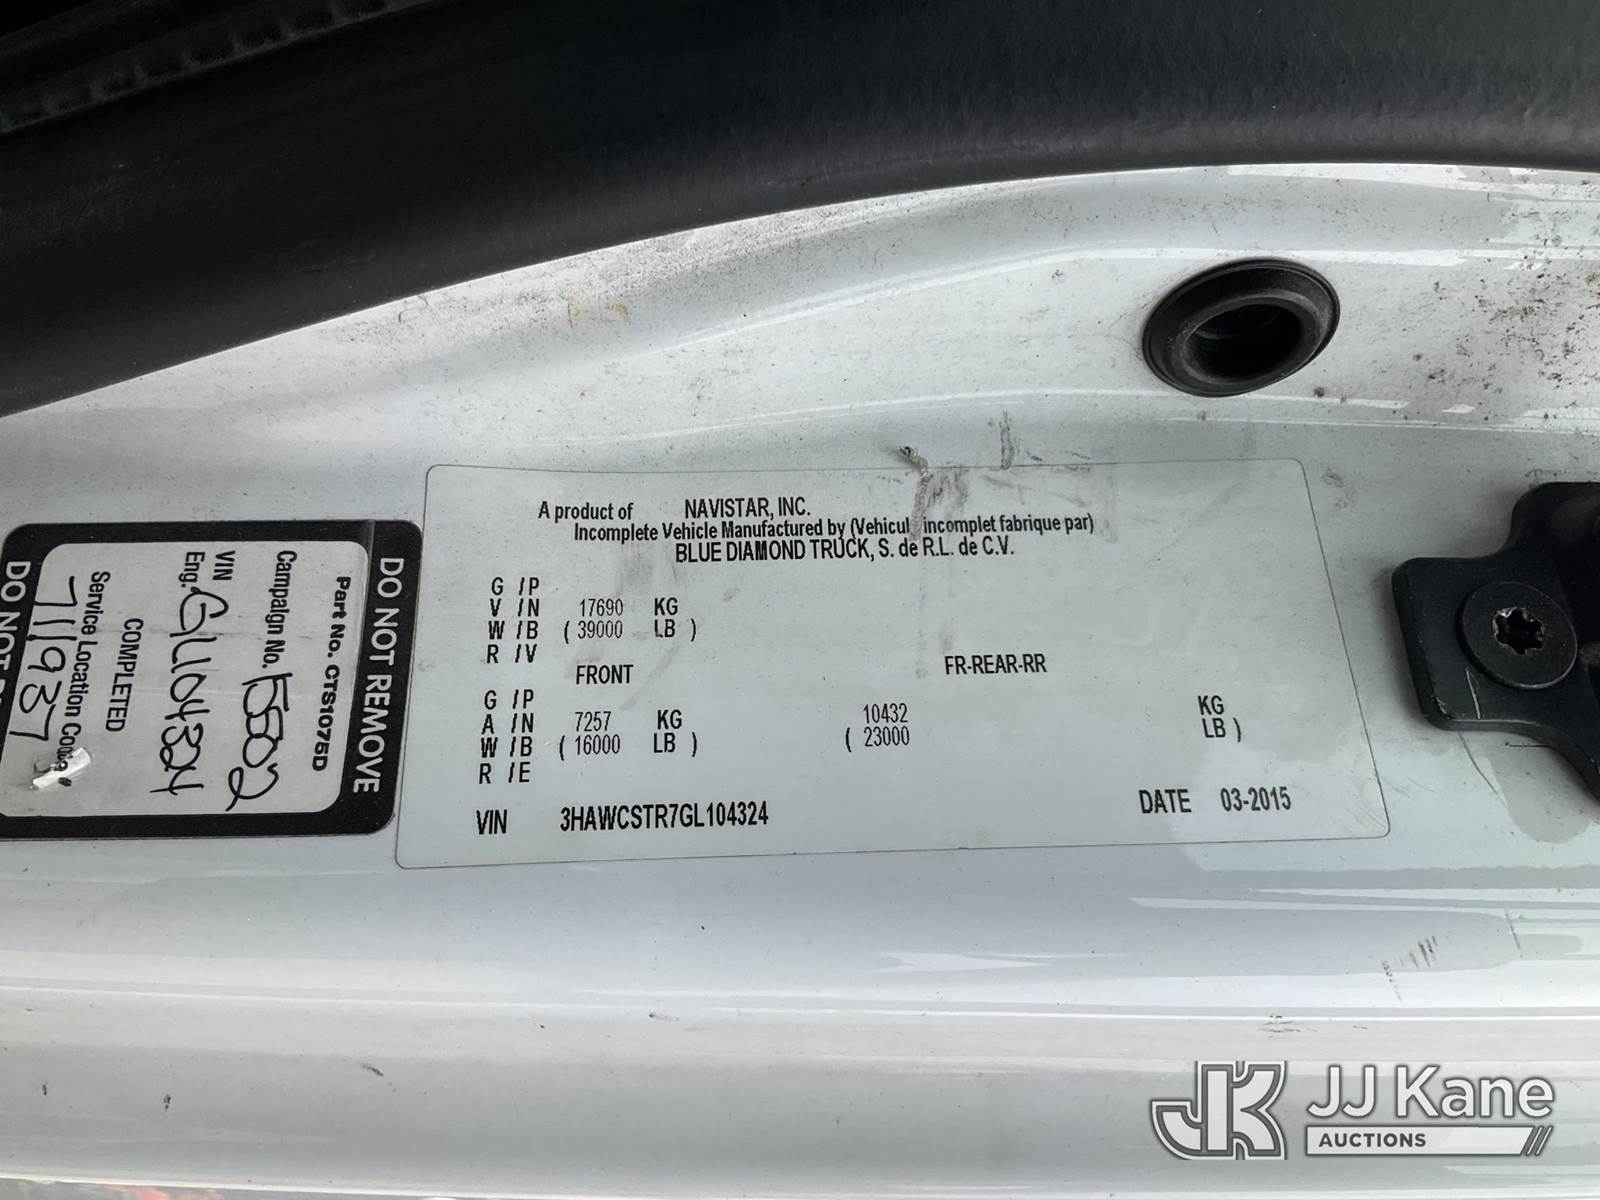 A product of NAVISTAR, INC.
Incomplete Vehicle Manufactured by (Vehicul incomplet fabrique par)
BLUE DIAMOND TRUCK, S. de R.L. de C.V.
G / P
V / N 17690 KG
W / B ( 39000 LB )
R / V
FRONT FR-REAR-RR
G / P
A / N 7257 KG 10432 KG
W / B ( 16000 LB ) ( 23000 LB )
R / E
VIN 3HAWCSTR7GL104324 DATE 03-2015
DO NOT REMOVE
Part No. CTS1075D
Campaign No. 15502
VIN
Eng. GL104324
COMPLETED
Service Location Code
711937
DO NOT
JK JJ Kane
AUCTIONS